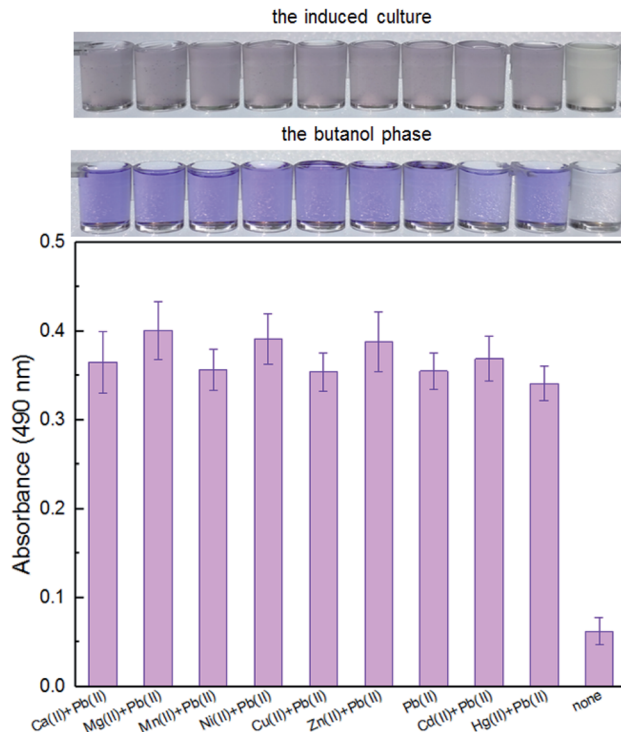 the induced culture
the butanol phase
Absorbance (490 nm)
0.5
0.4
0.3
0.2
0.1
0.0
Ca(II)+Pb(II)
Mg(II)+Pb(II)
Mn(II)+Pb(II)
Ni(II)+Pb(II)
Cu(II)+Pb(II)
Zn(II)+Pb(II)
Pb(II)
Cd(II)+Pb(II)
Hg(II)+Pb(II)
none